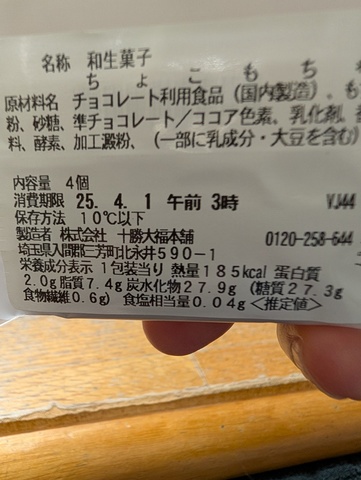 名称 和生菓子
ちょこもち
原材料名 チョコレート利用食品(国内製造)、も
粉、砂糖、準チョコレート/ココア色素、乳化剤、
料、酵素、加工澱粉、(一部に乳成分・大豆を含む)
内容量 4個
消費期限 25. 4. 1 午前 3時 VJ44
保存方法 10℃以下
製造者 株式会社 十勝大福本舗 0120-258-644
埼玉県入間郡三芳町北永井590-1
栄養成分表示 1包装当り 熱量185kcal 蛋白質
2.0g 脂質7.4g 炭水化物27.9g (糖質27.3g
食物繊維0.6g) 食塩相当量0.04g <推定値>